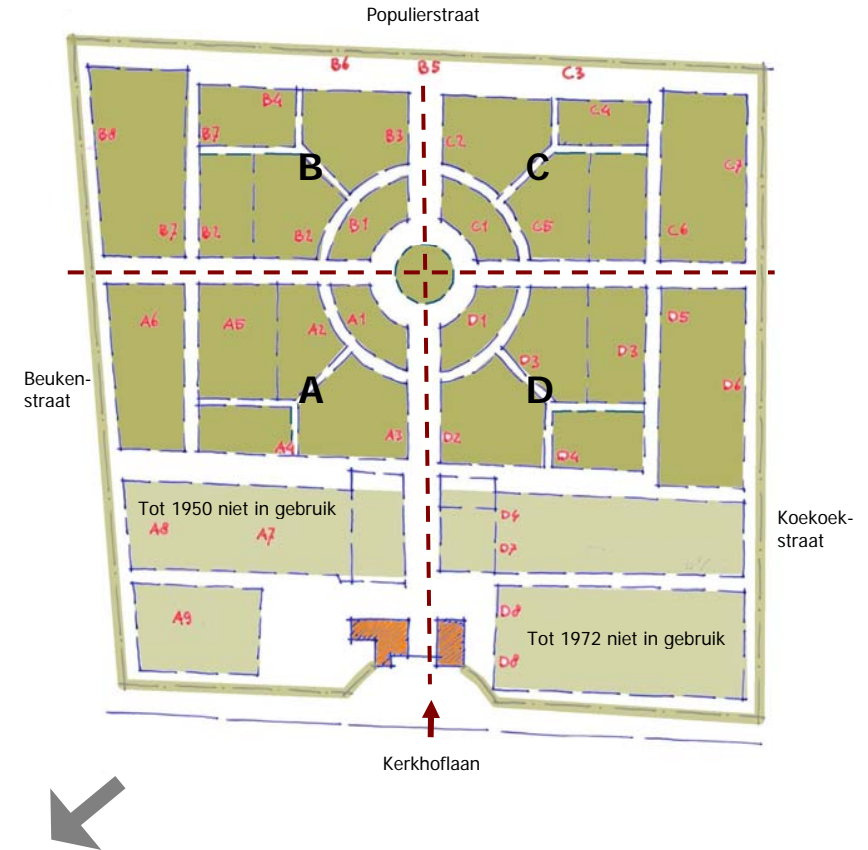 Populierstraat
B6
B5
C3
B4
C4
B8
B7
B3
C2
C7
B
C
B7
B2
B2
B1
C1
C5
C6
A6
A5
A2
A1
D1
D5
D3
D3
D6
Beuken-
straat
A
D
A4
A3
D2
D4
Tot 1950 niet in gebruik
A8
A7
D4
D7
Koekoek-
straat
A9
D8
Tot 1972 niet in gebruik
D8
Kerkhoflaan